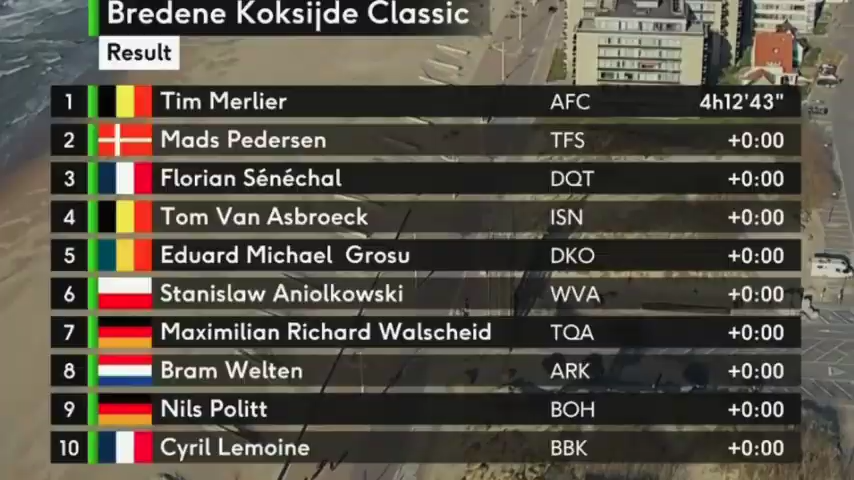 Bredene Koksijde Classic
Result
1 Tim Merlier AFC 4h12'43"
2 Mads Pedersen TFS +0:00
3 Florian Sénéchal DQT +0:00
4 Tom Van Asbroeck ISN +0:00
5 Eduard Michael Grosu DKO +0:00
6 Stanislaw Aniolkowski WVA +0:00
7 Maximilian Richard Walscheid TQA +0:00
8 Bram Welten ARK +0:00
9 Nils Politt BOH +0:00
10 Cyril Lemoine BBK +0:00